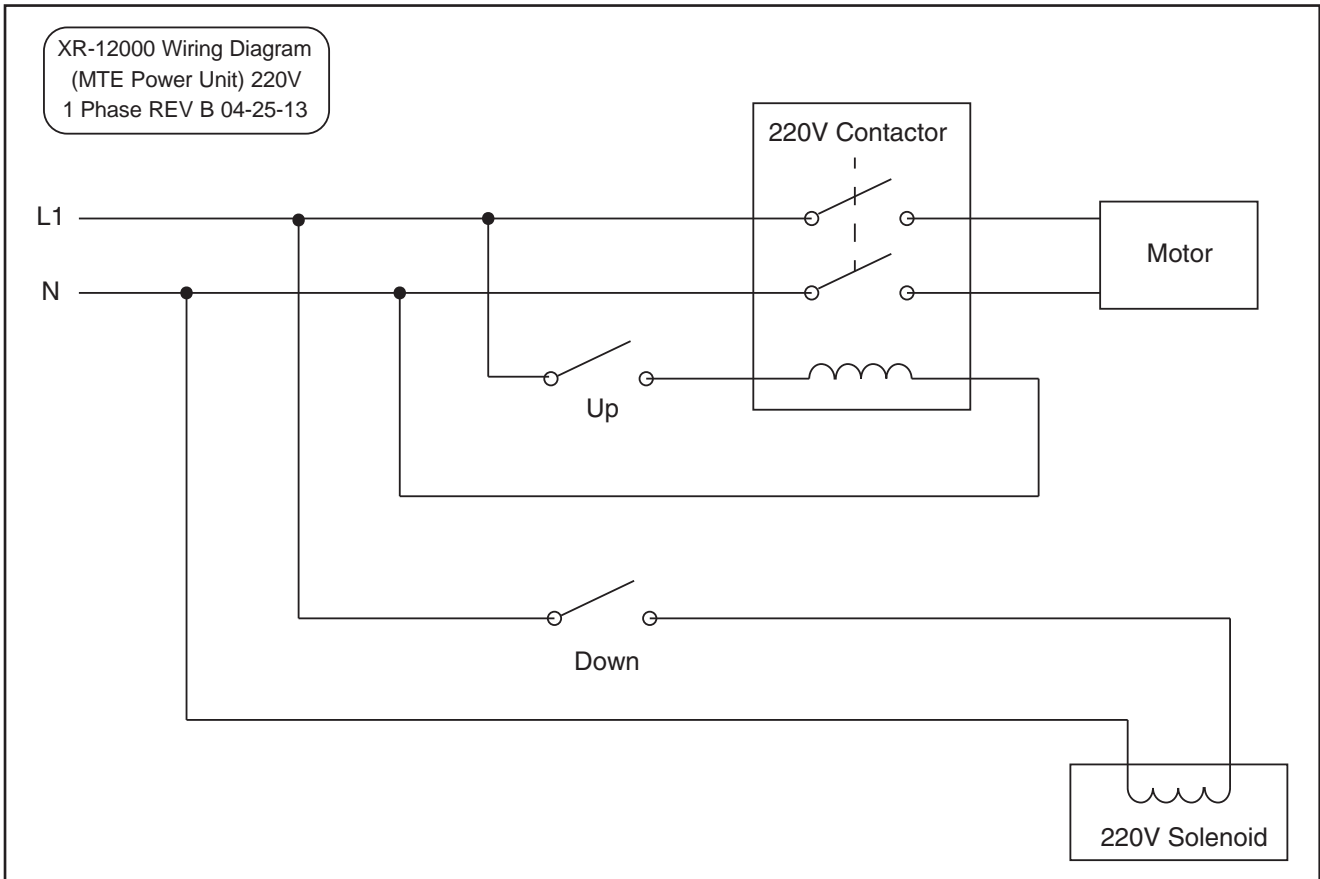 XR-12000 Wiring Diagram
(MTE Power Unit) 220V
1 Phase REV B 04-25-13
220V Contactor
L1
Motor
N
Up
Down
220V Solenoid